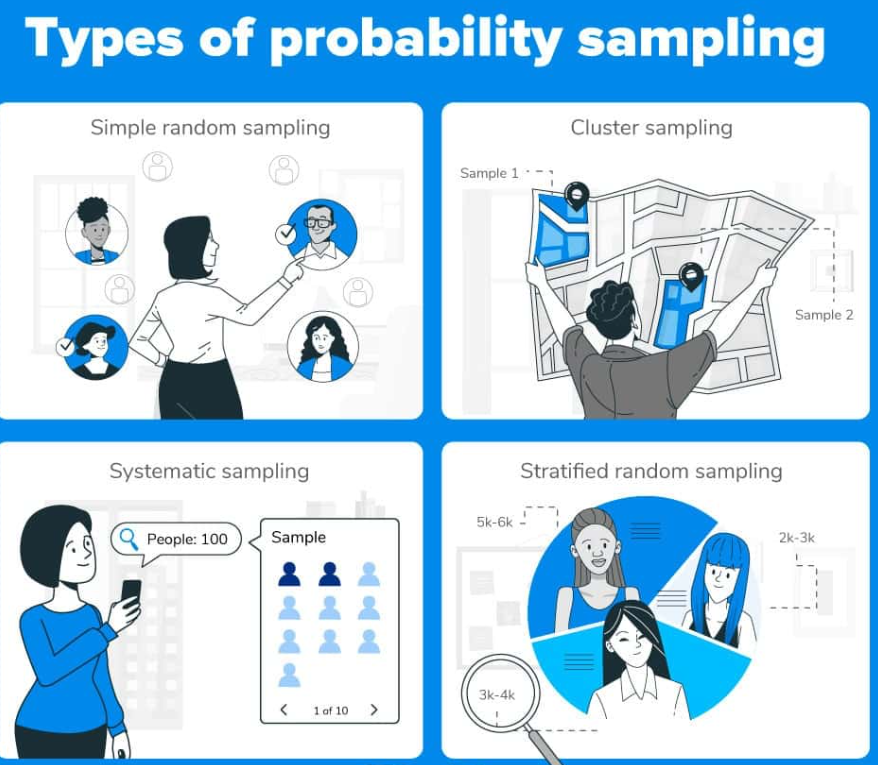 Types of probability sampling
Simple random sampling
Cluster sampling
Sample 1
Sample 2
Systematic sampling
People: 100
Sample
1 of 10
Stratified random sampling
5k-6k
2k-3k
3k-4k